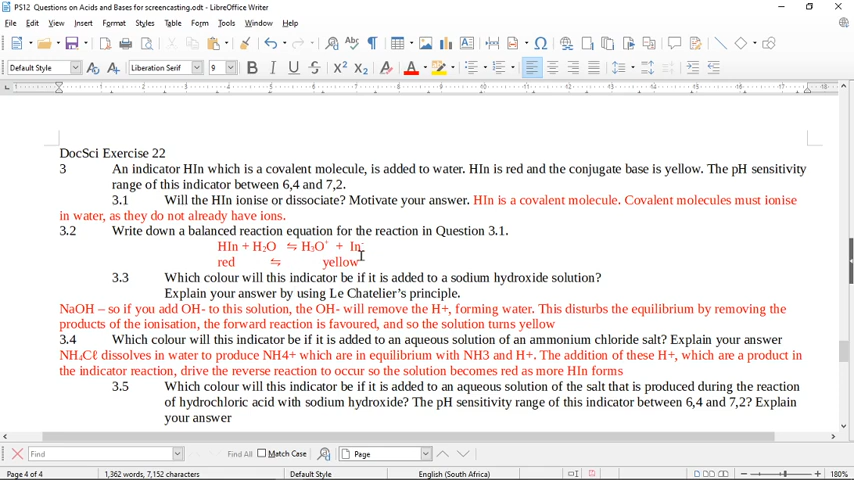 PS12 Questions on Acids and Bases for screencasting.odt - LibreOffice Writer
File Edit View Insert Format Styles Table Form Tools Window Help
Default Style Liberation Serif 9
DocSci Exercise 22
3 An indicator HIn which is a covalent molecule, is added to water. HIn is red and the conjugate base is yellow. The pH sensitivity
range of this indicator between 6,4 and 7,2.
3.1 Will the HIn ionise or dissociate? Motivate your answer. HIn is a covalent molecule. Covalent molecules must ionise
in water, as they do not already have ions.
3.2 Write down a balanced reaction equation for the reaction in Question 3.1.
HIn + H₂O ⇋ H₃O⁺ + In⁻
red ⇋ yellow
3.3 Which colour will this indicator be if it is added to a sodium hydroxide solution?
Explain your answer by using Le Chatelier's principle.
NaOH – so if you add OH- to this solution, the OH- will remove the H+, forming water. This disturbs the equilibrium by removing the
products of the ionisation, the forward reaction is favoured, and so the solution turns yellow
3.4 Which colour will this indicator be if it is added to an aqueous solution of an ammonium chloride salt? Explain your answer
NH₄Cℓ dissolves in water to produce NH4+ which are in equilibrium with NH3 and H+. The addition of these H+, which are a product in
the indicator reaction, drive the reverse reaction to occur so the solution becomes red as more HIn forms
3.5 Which colour will this indicator be if it is added to an aqueous solution of the salt that is produced during the reaction
of hydrochloric acid with sodium hydroxide? The pH sensitivity range of this indicator between 6,4 and 7,2? Explain
your answer
Find Find All Match Case Page
Page 4 of 4 1,362 words, 7,152 characters Default Style English (South Africa) 180%